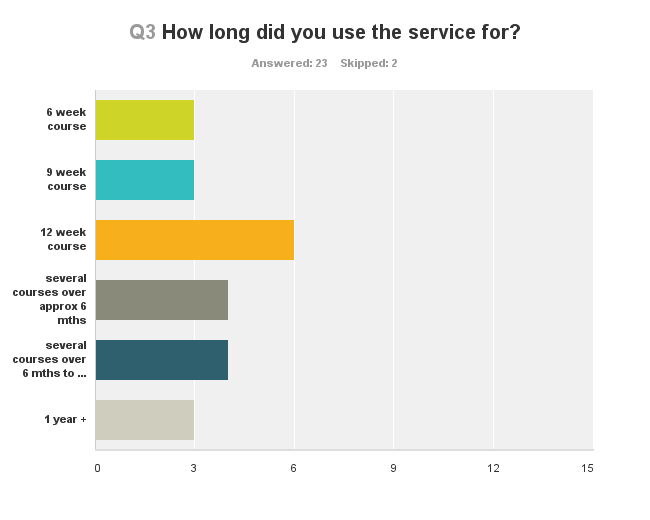 Q3 How long did you use the service for?
Answered: 23 Skipped: 2
6 week
course
9 week
course
12 week
course
several
courses over
approx 6
mths
several
courses over
6 mths to ...
1 year +
0 3 6 9 12 15